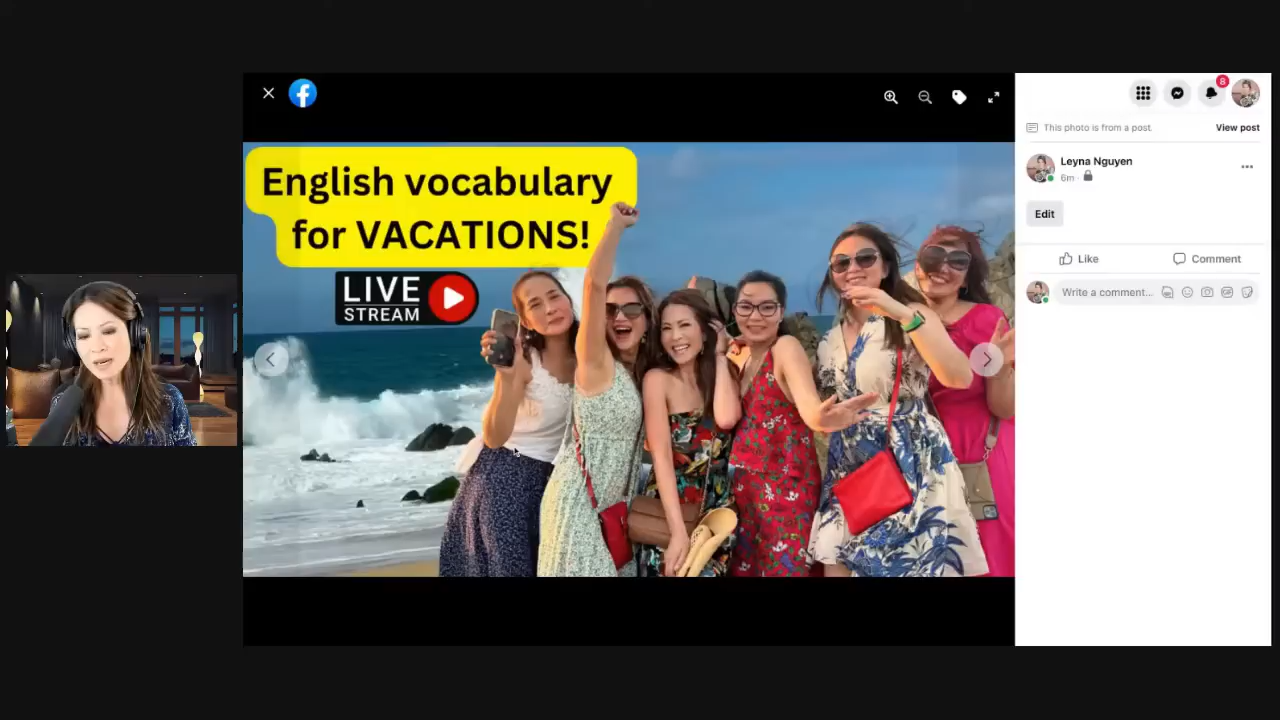 English vocabulary
for VACATIONS!
LIVE
STREAM
8
This photo is from a post.
View post
Leyna Nguyen
6m
Edit
Like
Comment
Write a comment...